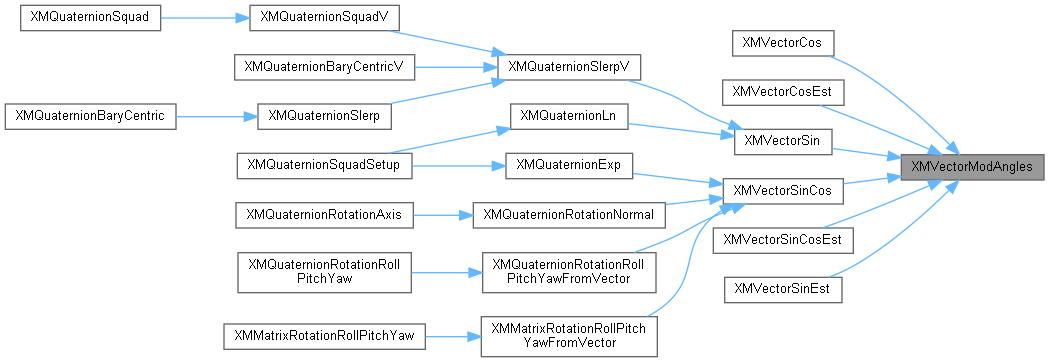 XMQuaternionSquad
XMQuaternionSquadV
XMVectorCos
XMQuaternionBaryCentricV
XMQuaternionSlerpV
XMVectorCosEst
XMQuaternionBaryCentric
XMQuaternionSlerp
XMQuaternionLn
XMVectorSin
XMQuaternionSquadSetup
XMQuaternionExp
XMVectorModAngles
XMVectorSinCos
XMQuaternionRotationAxis
XMQuaternionRotationNormal
XMVectorSinCosEst
XMQuaternionRotationRoll
PitchYaw
XMQuaternionRotationRoll
PitchYawFromVector
XMVectorSinEst
XMMatrixRotationRollPitchYaw
XMMatrixRotationRollPitch
YawFromVector